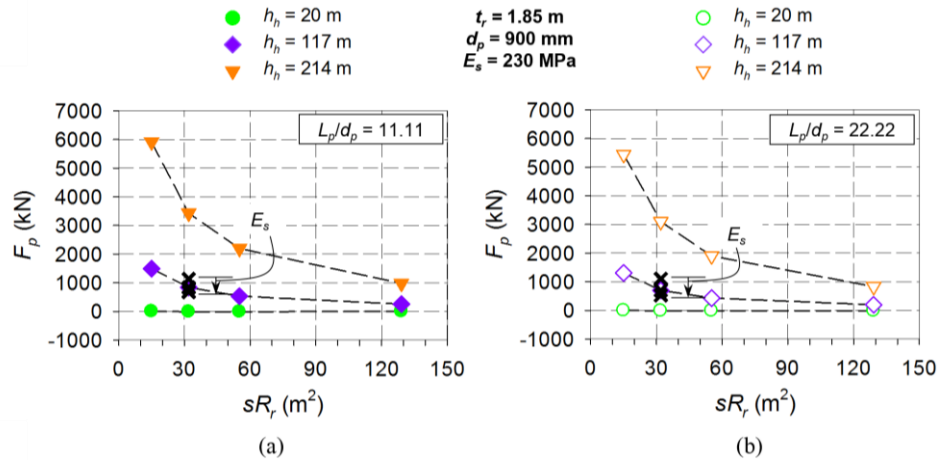 h_h = 20 m
h_h = 117 m
h_h = 214 m
t_r = 1.85 m
d_p = 900 mm
E_s = 230 MPa
h_h = 20 m
h_h = 117 m
h_h = 214 m
7000
6000
5000
4000
3000
2000
1000
0
-1000
F_p (kN)
L_p/d_p = 11.11
E_s
0
30
60
90
120
150
sR_r (m²)
(a)
7000
6000
5000
4000
3000
2000
1000
0
-1000
F_p (kN)
L_p/d_p = 22.22
E_s
0
30
60
90
120
150
sR_r (m²)
(b)